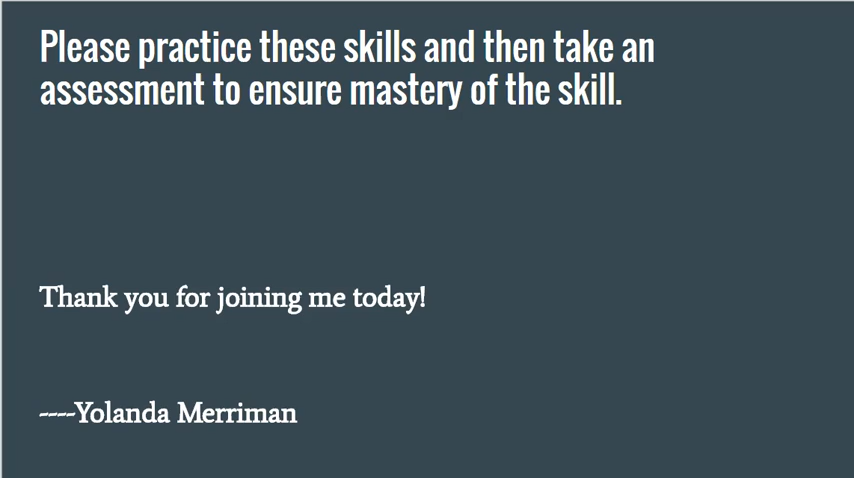 Please practice these skills and then take an
assessment to ensure mastery of the skill.
Thank you for joining me today!
----Yolanda Merriman